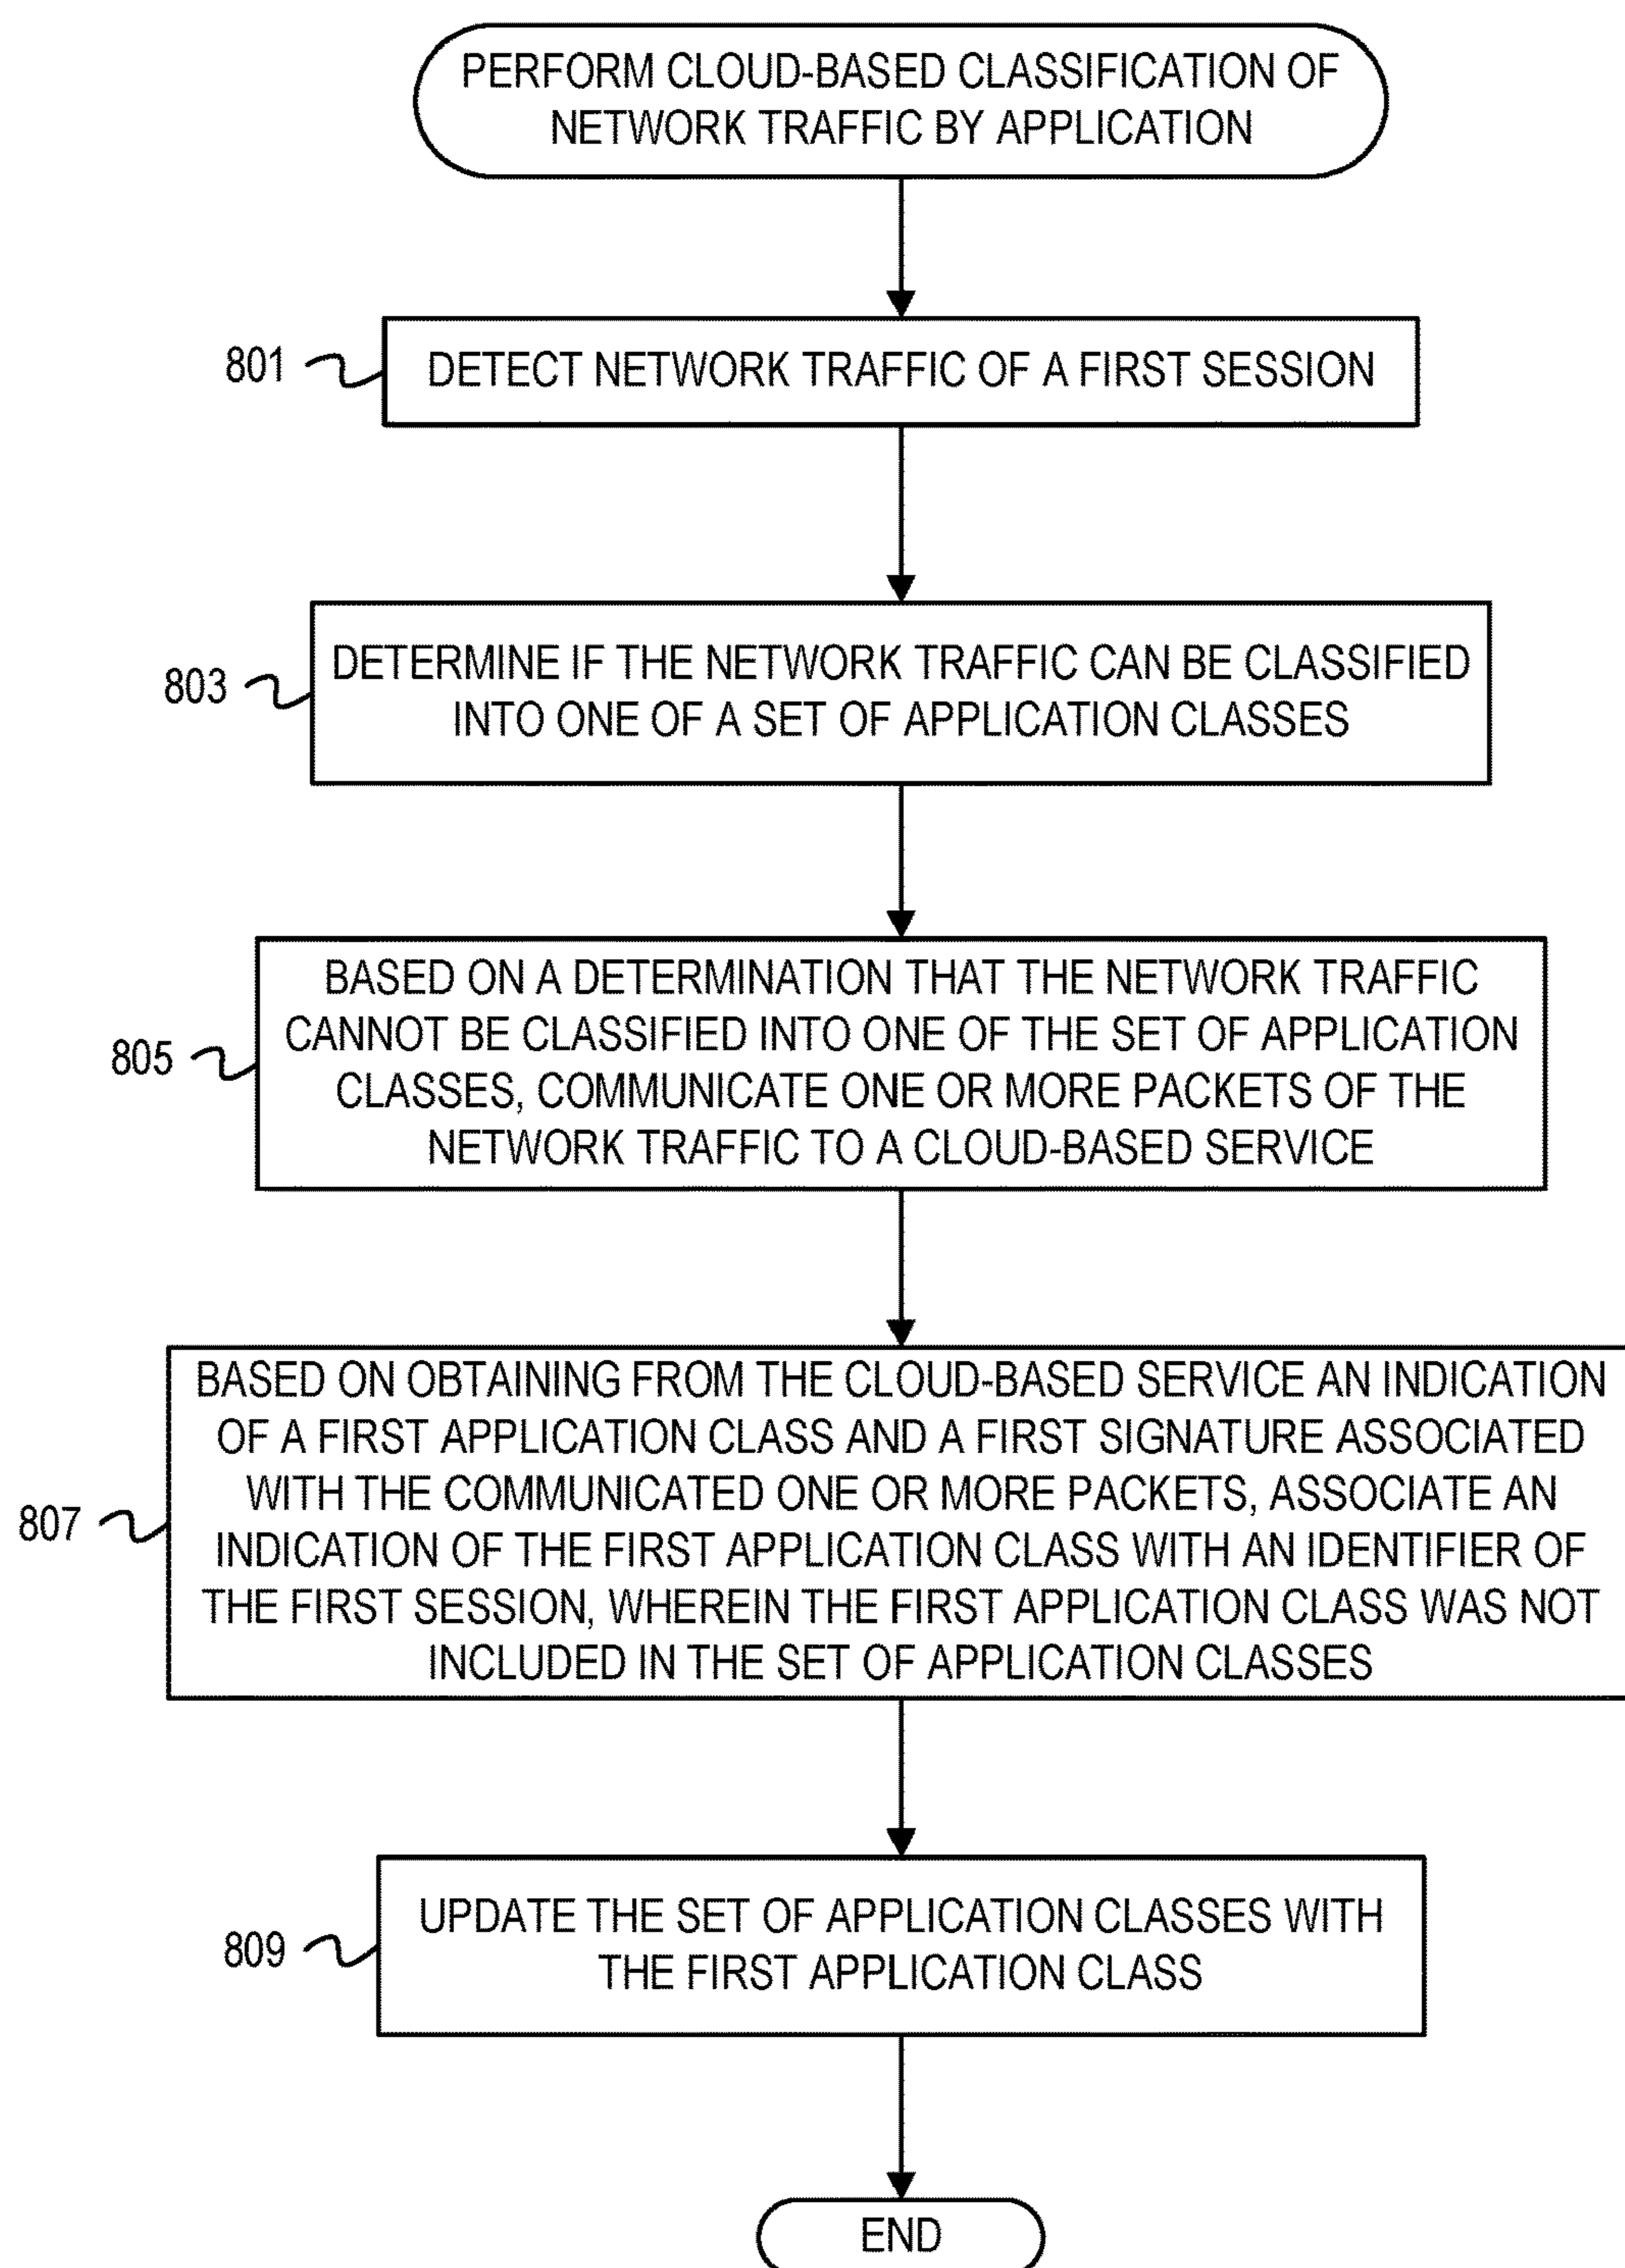 PERFORM CLOUD-BASED CLASSIFICATION OF
NETWORK TRAFFIC BY APPLICATION
801
DETECT NETWORK TRAFFIC OF A FIRST SESSION
803
DETERMINE IF THE NETWORK TRAFFIC CAN BE CLASSIFIED
INTO ONE OF A SET OF APPLICATION CLASSES
805
BASED ON A DETERMINATION THAT THE NETWORK TRAFFIC
CANNOT BE CLASSIFIED INTO ONE OF THE SET OF APPLICATION
CLASSES, COMMUNICATE ONE OR MORE PACKETS OF THE
NETWORK TRAFFIC TO A CLOUD-BASED SERVICE
807
BASED ON OBTAINING FROM THE CLOUD-BASED SERVICE AN INDICATION
OF A FIRST APPLICATION CLASS AND A FIRST SIGNATURE ASSOCIATED
WITH THE COMMUNICATED ONE OR MORE PACKETS, ASSOCIATE AN
INDICATION OF THE FIRST APPLICATION CLASS WITH AN IDENTIFIER OF
THE FIRST SESSION, WHEREIN THE FIRST APPLICATION CLASS WAS NOT
INCLUDED IN THE SET OF APPLICATION CLASSES
809
UPDATE THE SET OF APPLICATION CLASSES WITH
THE FIRST APPLICATION CLASS
END